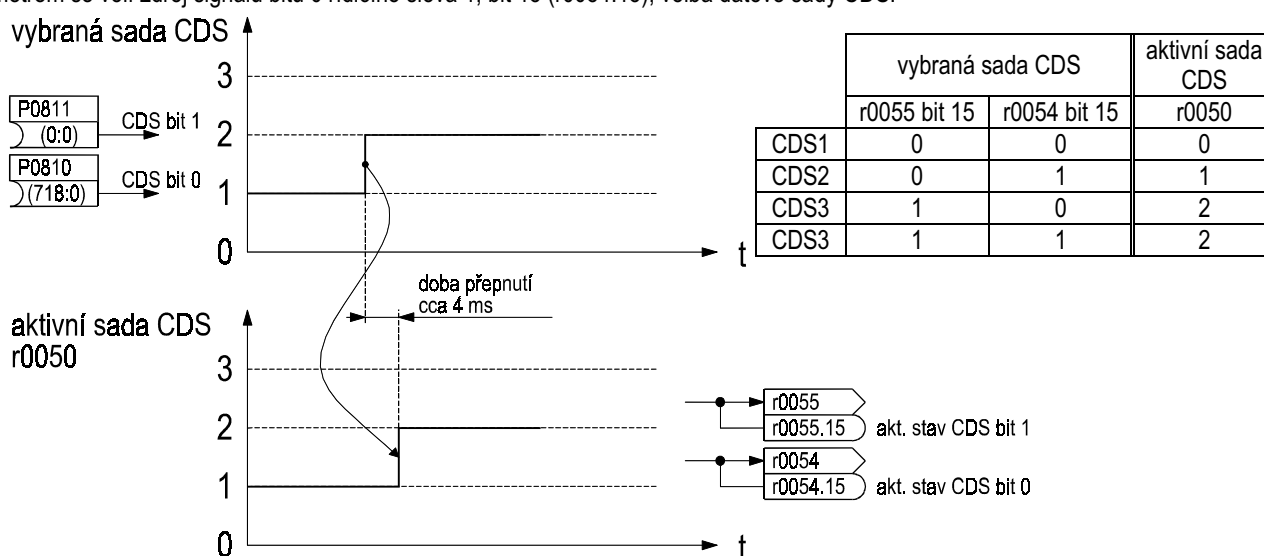 vybraná sada CDS
3
2
1
0
t
P0811
(0:0)
CDS bit 1
P0810
(718:0)
CDS bit 0
vybraná sada CDS
aktivní sada CDS
r0055 bit 15
r0054 bit 15
r0050
CDS1 0 0 0
CDS2 0 1 1
CDS3 1 0 2
CDS3 1 1 2
doba přepnutí
cca 4 ms
aktivní sada CDS
r0050
3
2
1
0
t
r0055
r0055.15
akt. stav CDS bit 1
r0054
r0054.15
akt. stav CDS bit 0